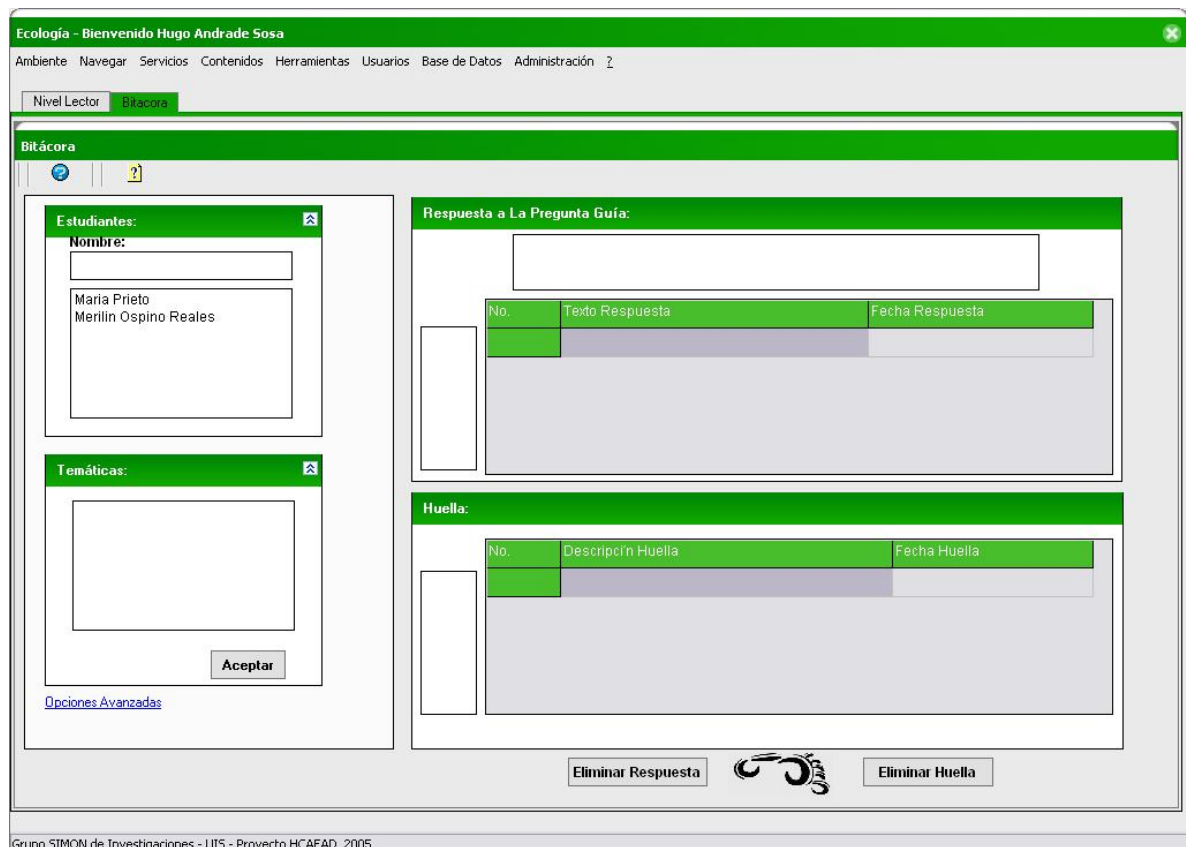 Ecología - Bienvenido Hugo Andrade Sosa
Ambiente Navegar Servicios Contenidos Herramientas Usuarios Base de Datos Administración ?
Nivel Lector Bitacora
Bitácora
Estudiantes:
Nombre:
Maria Prieto
Merilin Ospino Reales
Temáticas:
Aceptar
Opciones Avanzadas
Respuesta a La Pregunta Guía:
No. Texto Respuesta Fecha Respuesta
Huella:
No. Descripci'n Huella Fecha Huella
Eliminar Respuesta Eliminar Huella
Grupo SIMON de Investigaciones - UIS - Proyecto HCAEAD 2005